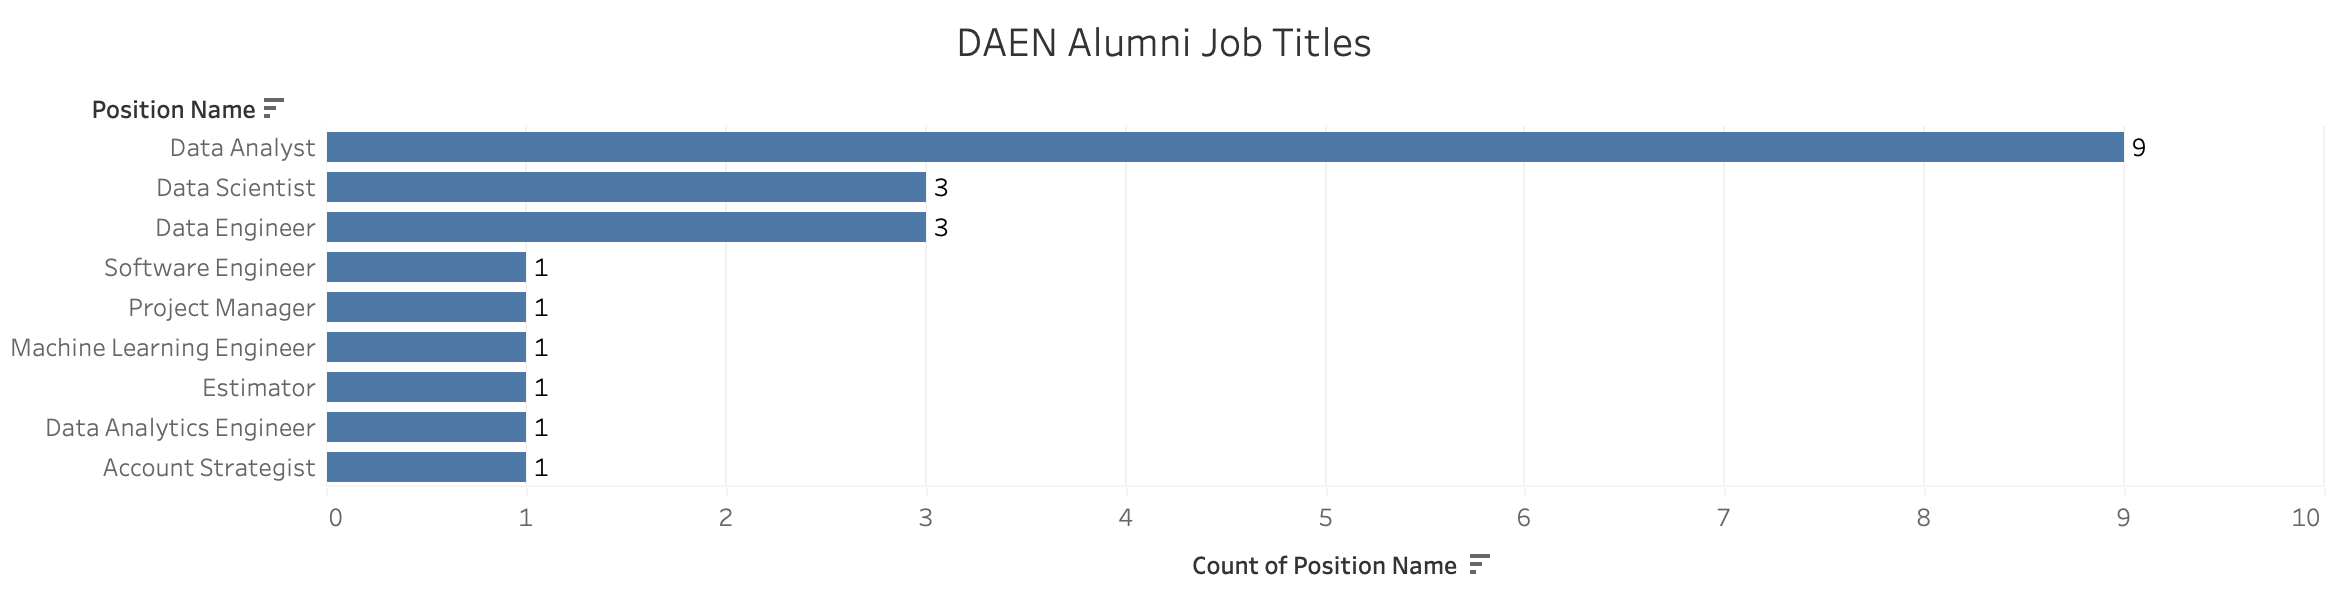 DAEN Alumni Job Titles
Position Name
Data Analyst 9
Data Scientist 3
Data Engineer 3
Software Engineer 1
Project Manager 1
Machine Learning Engineer 1
Estimator 1
Data Analytics Engineer 1
Account Strategist 1
0 1 2 3 4 5 6 7 8 9 10
Count of Position Name